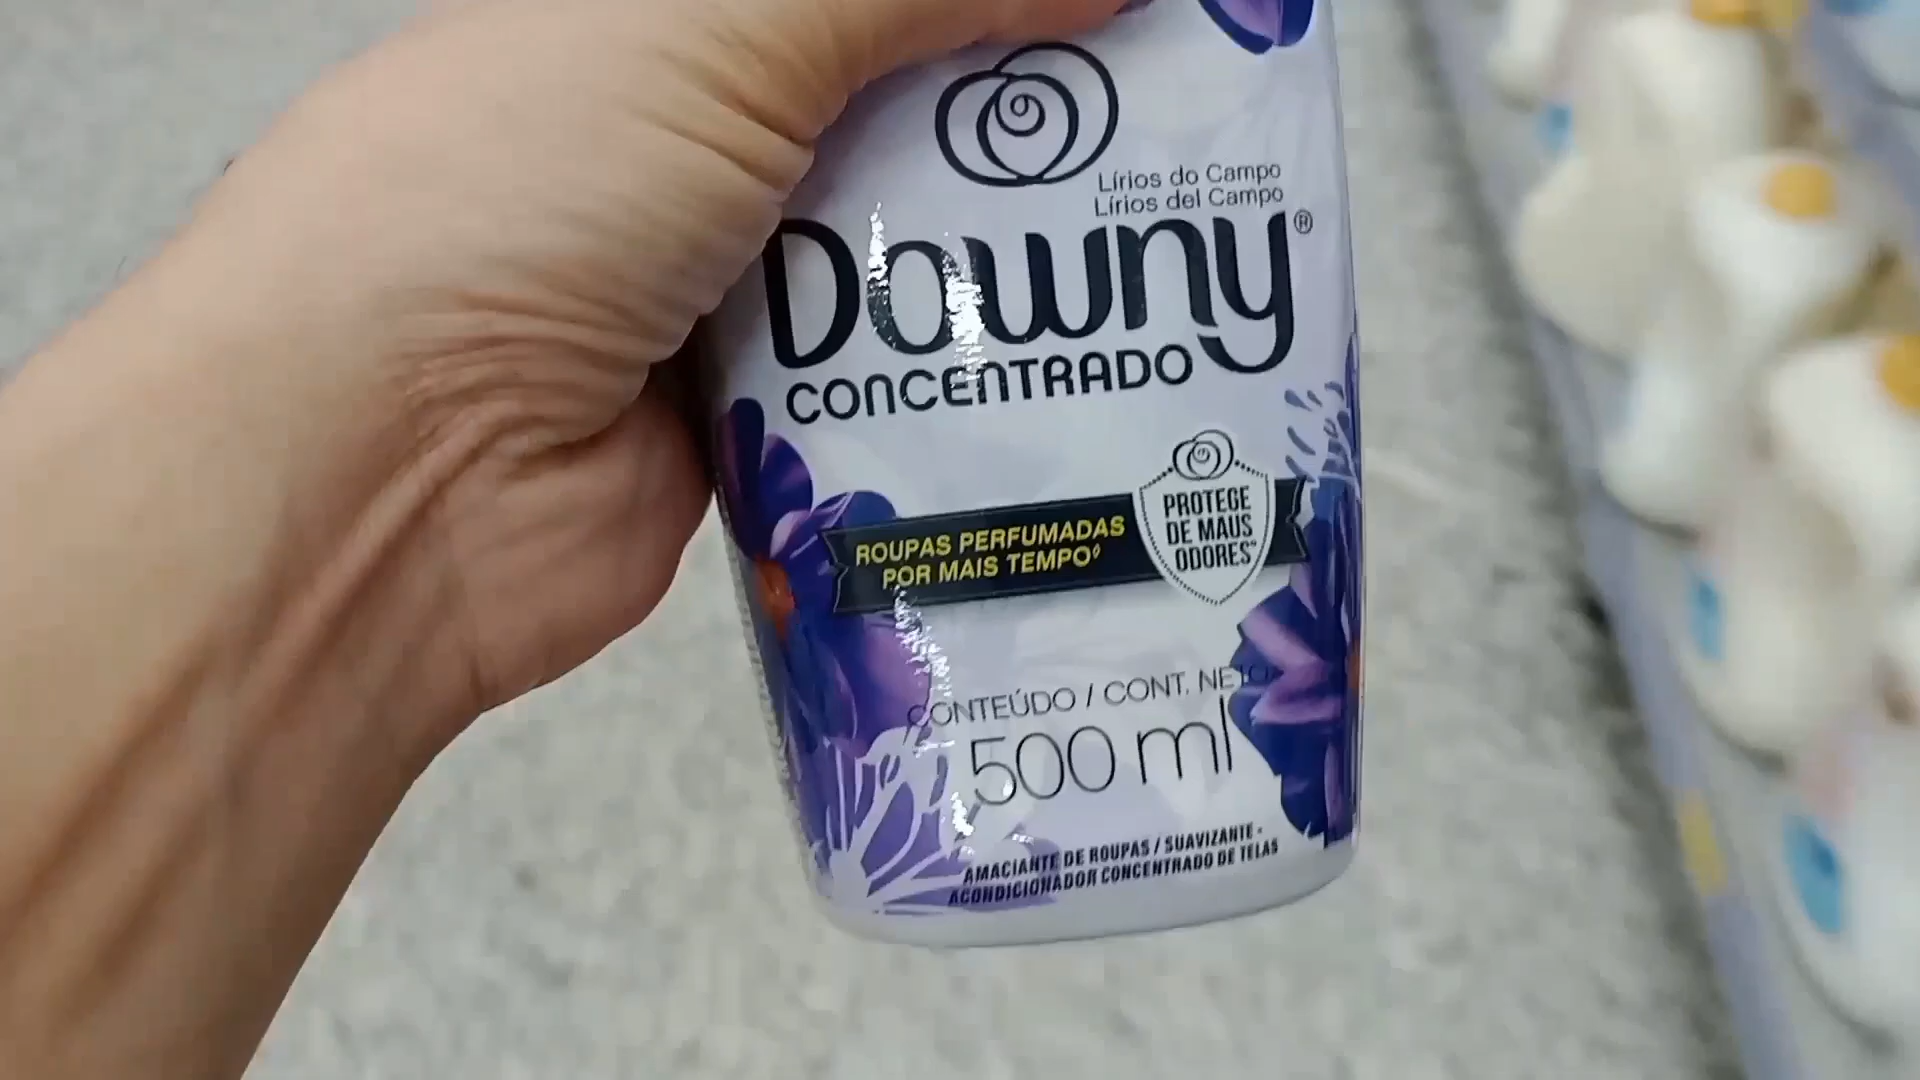 Lírios do Campo
Lírios del Campo
Downy®
CONCENTRADO
ROUPAS PERFUMADAS
POR MAIS TEMPO◊
PROTEGE
DE MAUS
ODORES
CONTEÚDO / CONT. NETO
500 ml
AMACIANTE DE ROUPAS / SUAVIZANTE -
ACONDICIONADOR CONCENTRADO DE TELAS